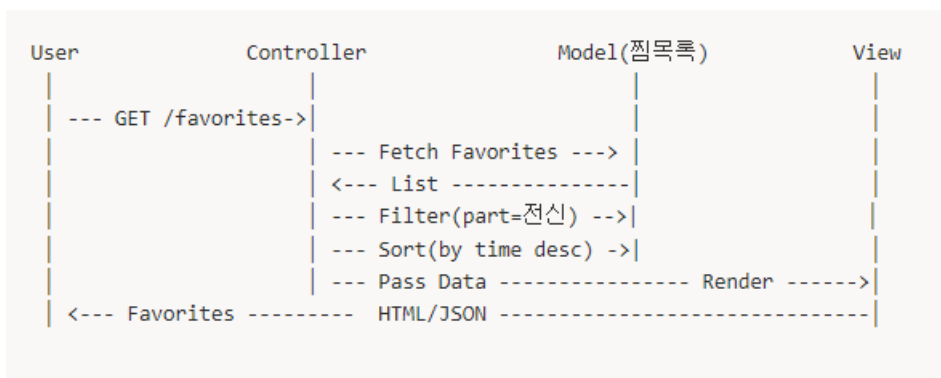 User Controller Model(찜목록) View
--- GET /favorites->
--- Fetch Favorites --->
<--- List ---------------
--- Filter(part=전신) -->
--- Sort(by time desc) ->
--- Pass Data ---------------- Render ------>
<--- Favorites --------- HTML/JSON -------------------------------